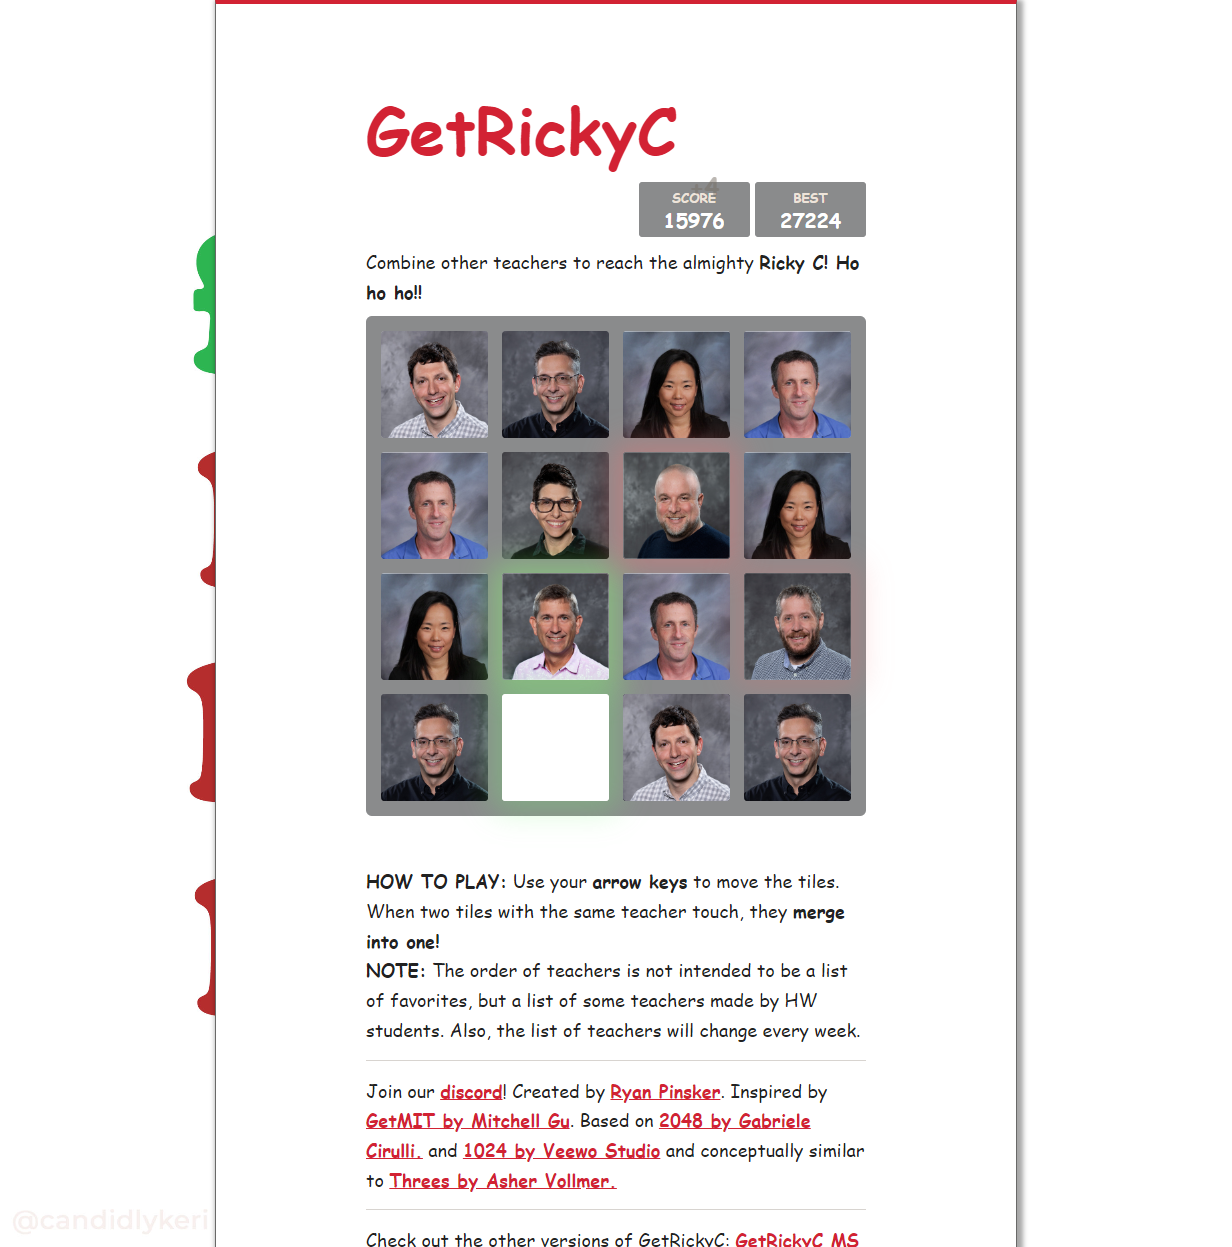 GetRickyC
+4
SCORE
BEST
15976
27224
Combine other teachers to reach the almighty Ricky C! Ho
ho ho!!
HOW TO PLAY: Use your arrow keys to move the tiles.
When two tiles with the same teacher touch, they merge
into one!
NOTE: The order of teachers is not intended to be a list
of favorites, but a list of some teachers made by HW
students. Also, the list of teachers will change every week.
Join our discord! Created by Ryan Pinsker. Inspired by
GetMIT by Mitchell Gu. Based on 2048 by Gabriele
Cirulli. and 1024 by Veewo Studio and conceptually similar
to Threes by Asher Vollmer.
@candidlykeri
Check out the other versions of GetRickyC: GetRickyC MS